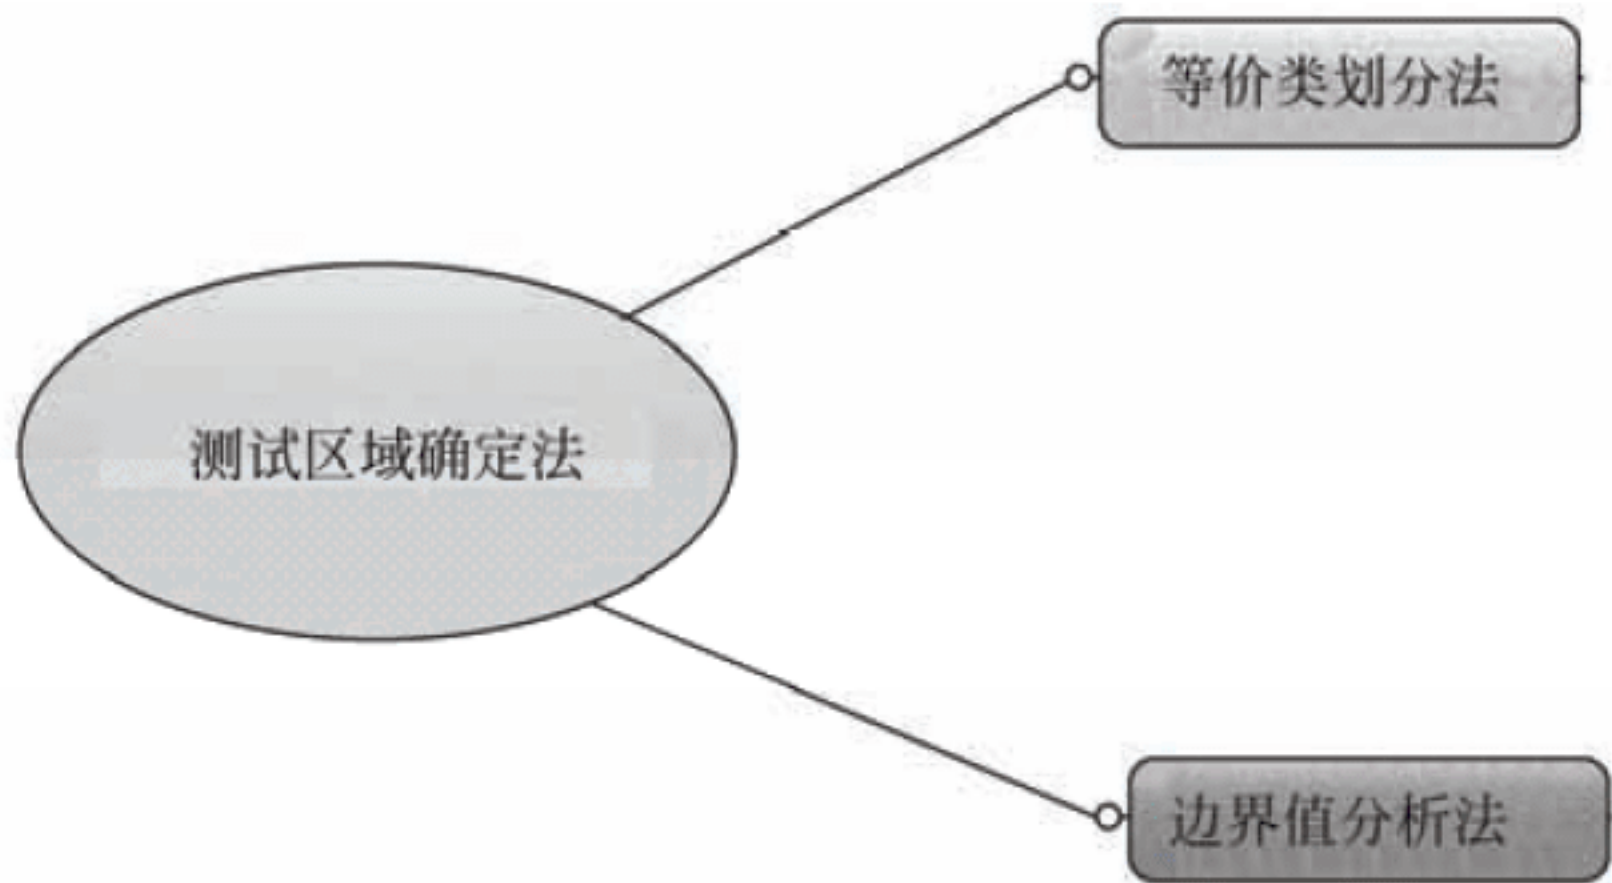 等价类划分法
测试区域确定法
边界值分析法